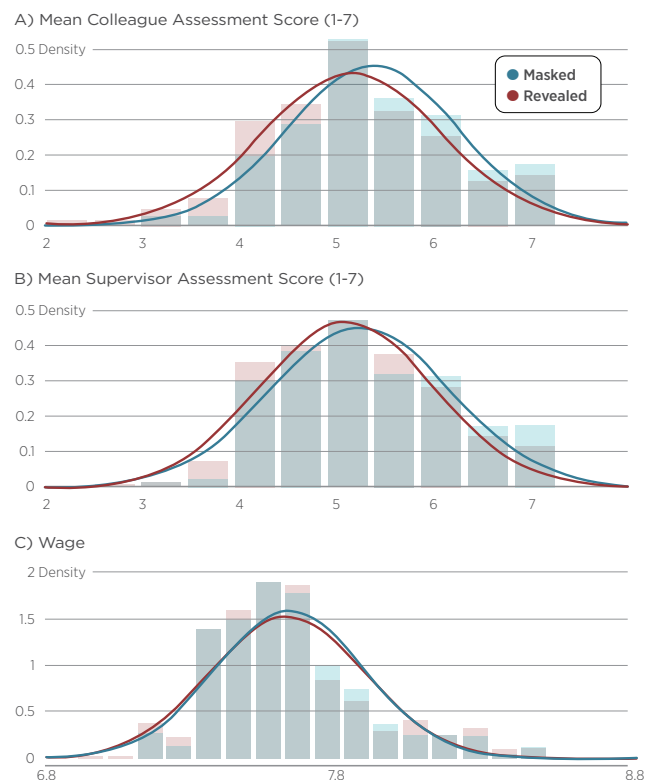 A) Mean Colleague Assessment Score (1-7)
0.5 Density
Masked
Revealed
0.4
0.3
0.2
0.1
0
2 3 4 5 6 7
B) Mean Supervisor Assessment Score (1-7)
0.5 Density
0.4
0.3
0.2
0.1
0
2 3 4 5 6 7
C) Wage
2 Density
1.5
1
0.5
0
6.8 7.8 8.8